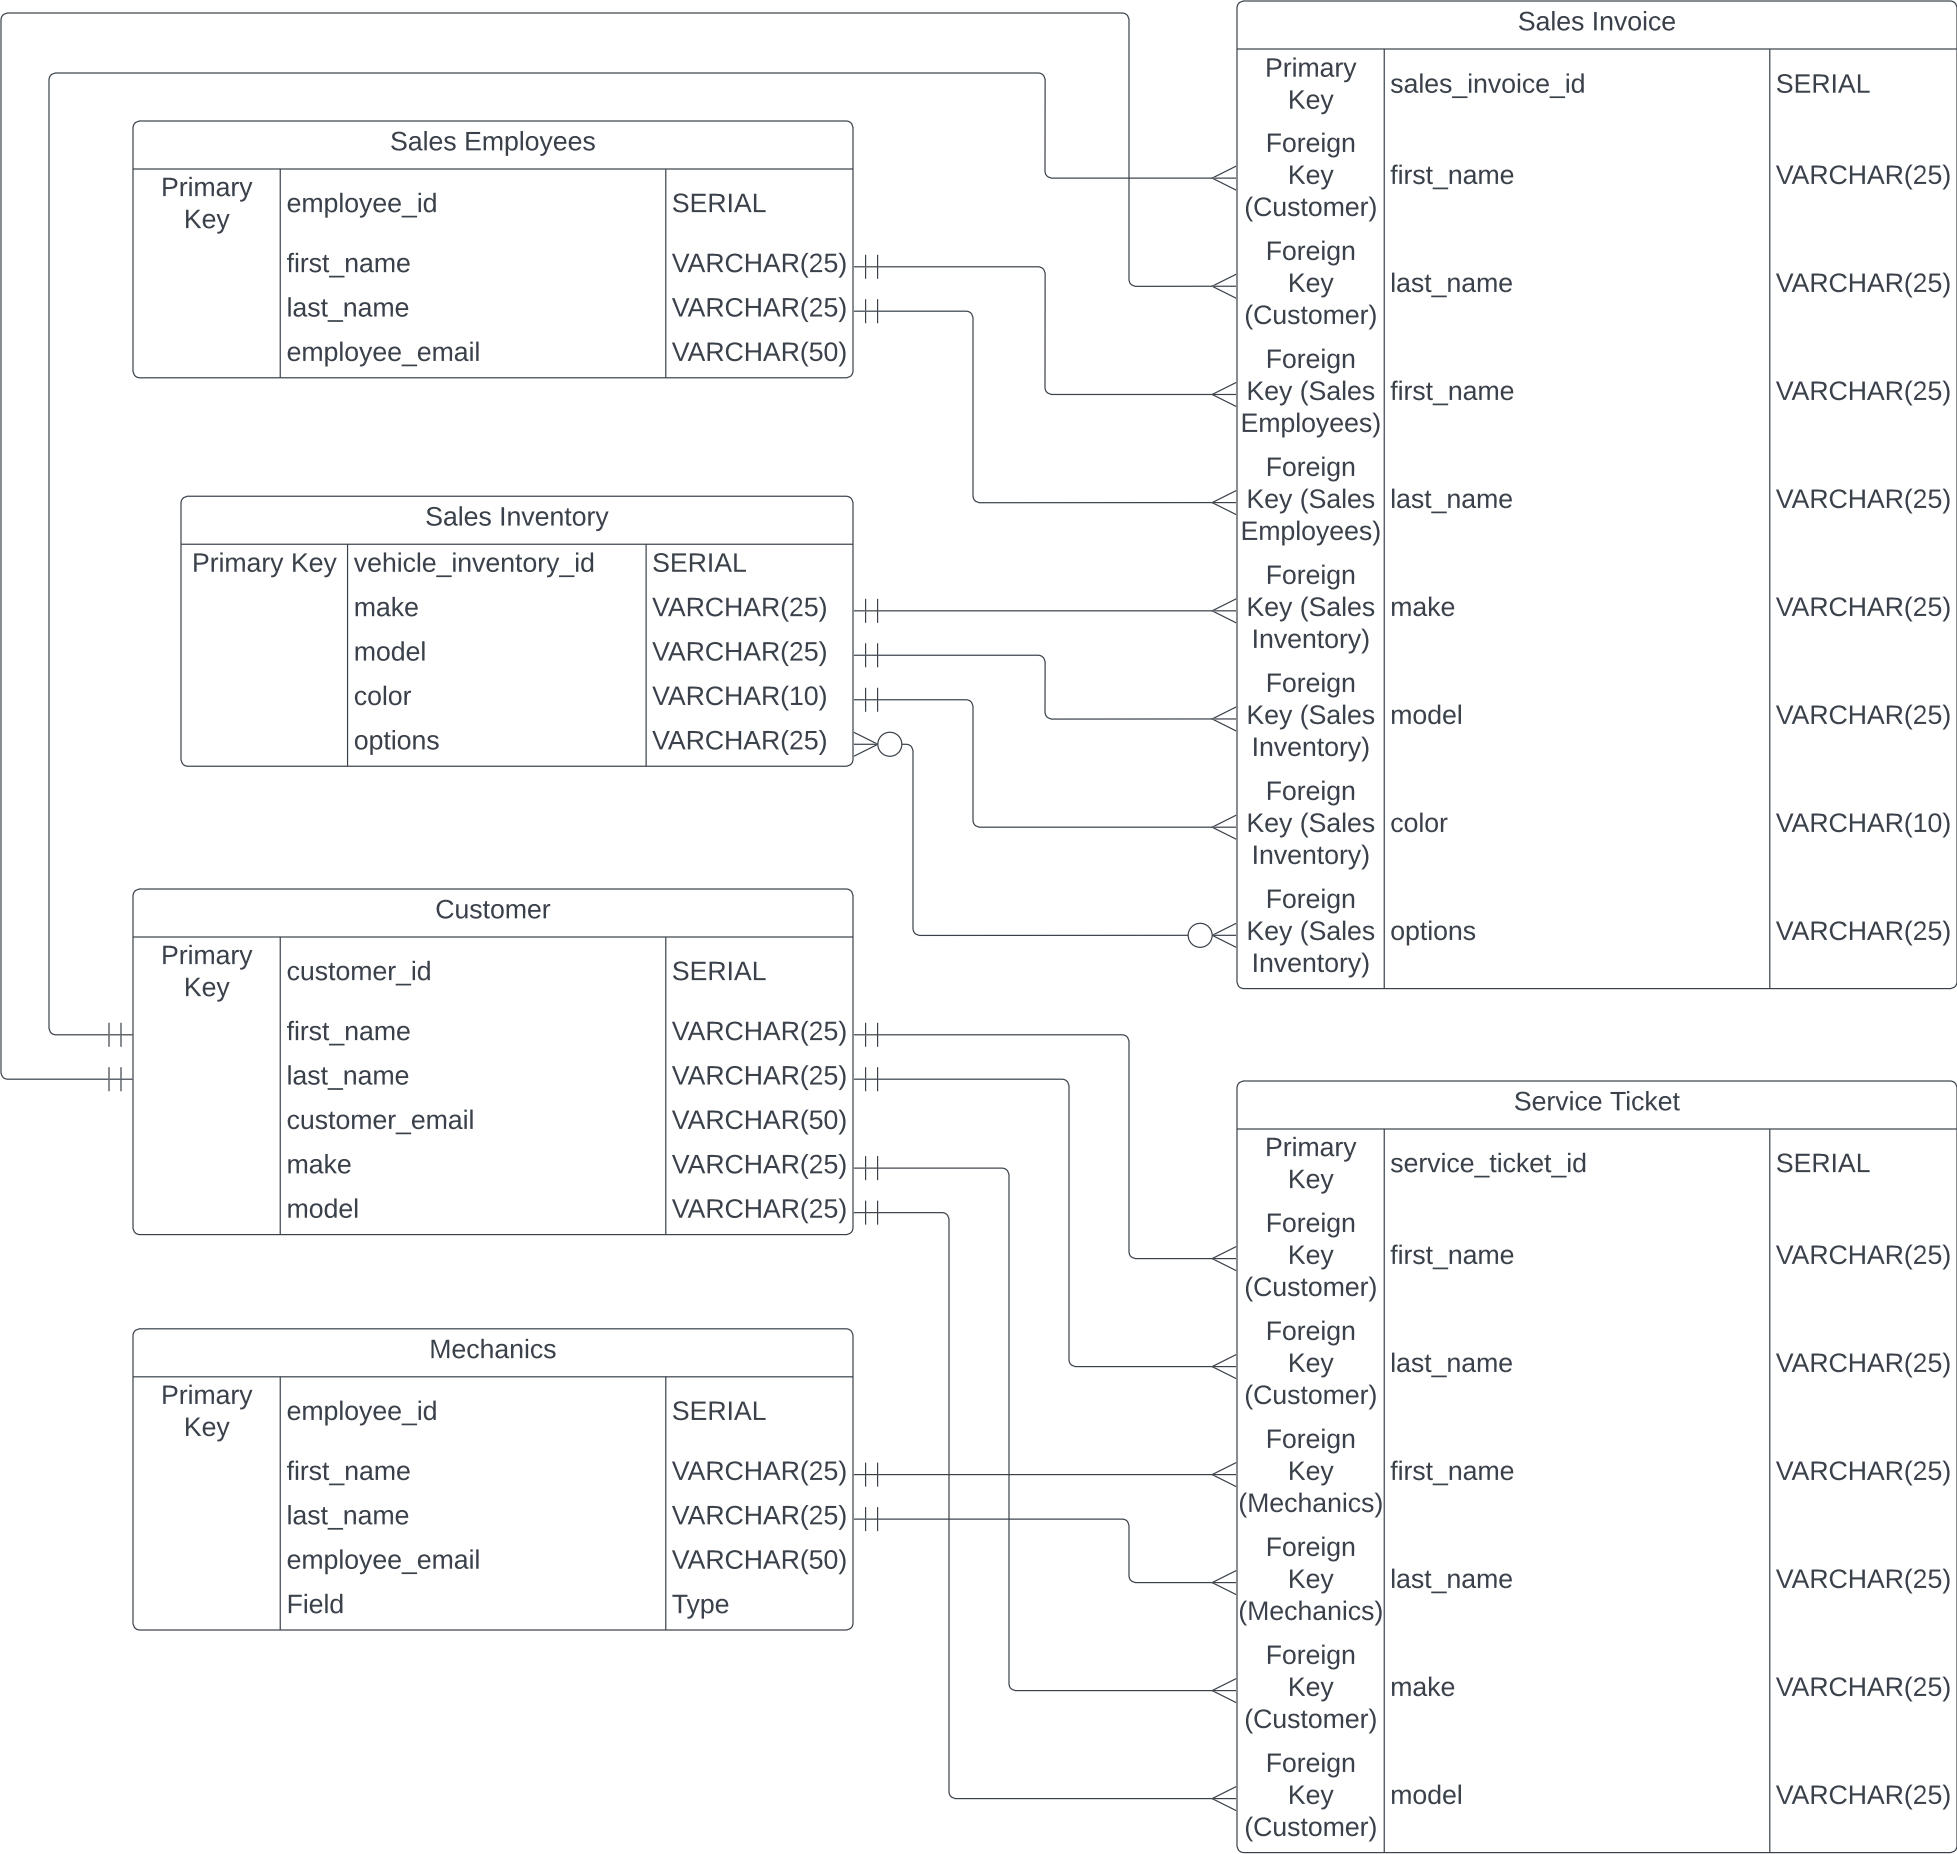 Sales Invoice
Primary
Key
sales_invoice_id
SERIAL
Foreign
Key
(Customer)
first_name
VARCHAR(25)
Foreign
Key
(Customer)
last_name
VARCHAR(25)
Foreign
Key (Sales
Employees)
first_name
VARCHAR(25)
Foreign
Key (Sales
Employees)
last_name
VARCHAR(25)
Foreign
Key (Sales
Inventory)
make
VARCHAR(25)
Foreign
Key (Sales
Inventory)
model
VARCHAR(25)
Foreign
Key (Sales
Inventory)
color
VARCHAR(10)
Foreign
Key (Sales
Inventory)
options
VARCHAR(25)
Sales Employees
Primary
Key
employee_id
SERIAL
first_name
VARCHAR(25)
last_name
VARCHAR(25)
employee_email
VARCHAR(50)
Sales Inventory
Primary Key
vehicle_inventory_id
SERIAL
make
VARCHAR(25)
model
VARCHAR(25)
color
VARCHAR(10)
options
VARCHAR(25)
Customer
Primary
Key
customer_id
SERIAL
first_name
VARCHAR(25)
last_name
VARCHAR(25)
customer_email
VARCHAR(50)
make
VARCHAR(25)
model
VARCHAR(25)
Mechanics
Primary
Key
employee_id
SERIAL
first_name
VARCHAR(25)
last_name
VARCHAR(25)
employee_email
VARCHAR(50)
Field
Type
Service Ticket
Primary
Key
service_ticket_id
SERIAL
Foreign
Key
(Customer)
first_name
VARCHAR(25)
Foreign
Key
(Customer)
last_name
VARCHAR(25)
Foreign
Key
(Mechanics)
first_name
VARCHAR(25)
Foreign
Key
(Mechanics)
last_name
VARCHAR(25)
Foreign
Key
(Customer)
make
VARCHAR(25)
Foreign
Key
(Customer)
model
VARCHAR(25)